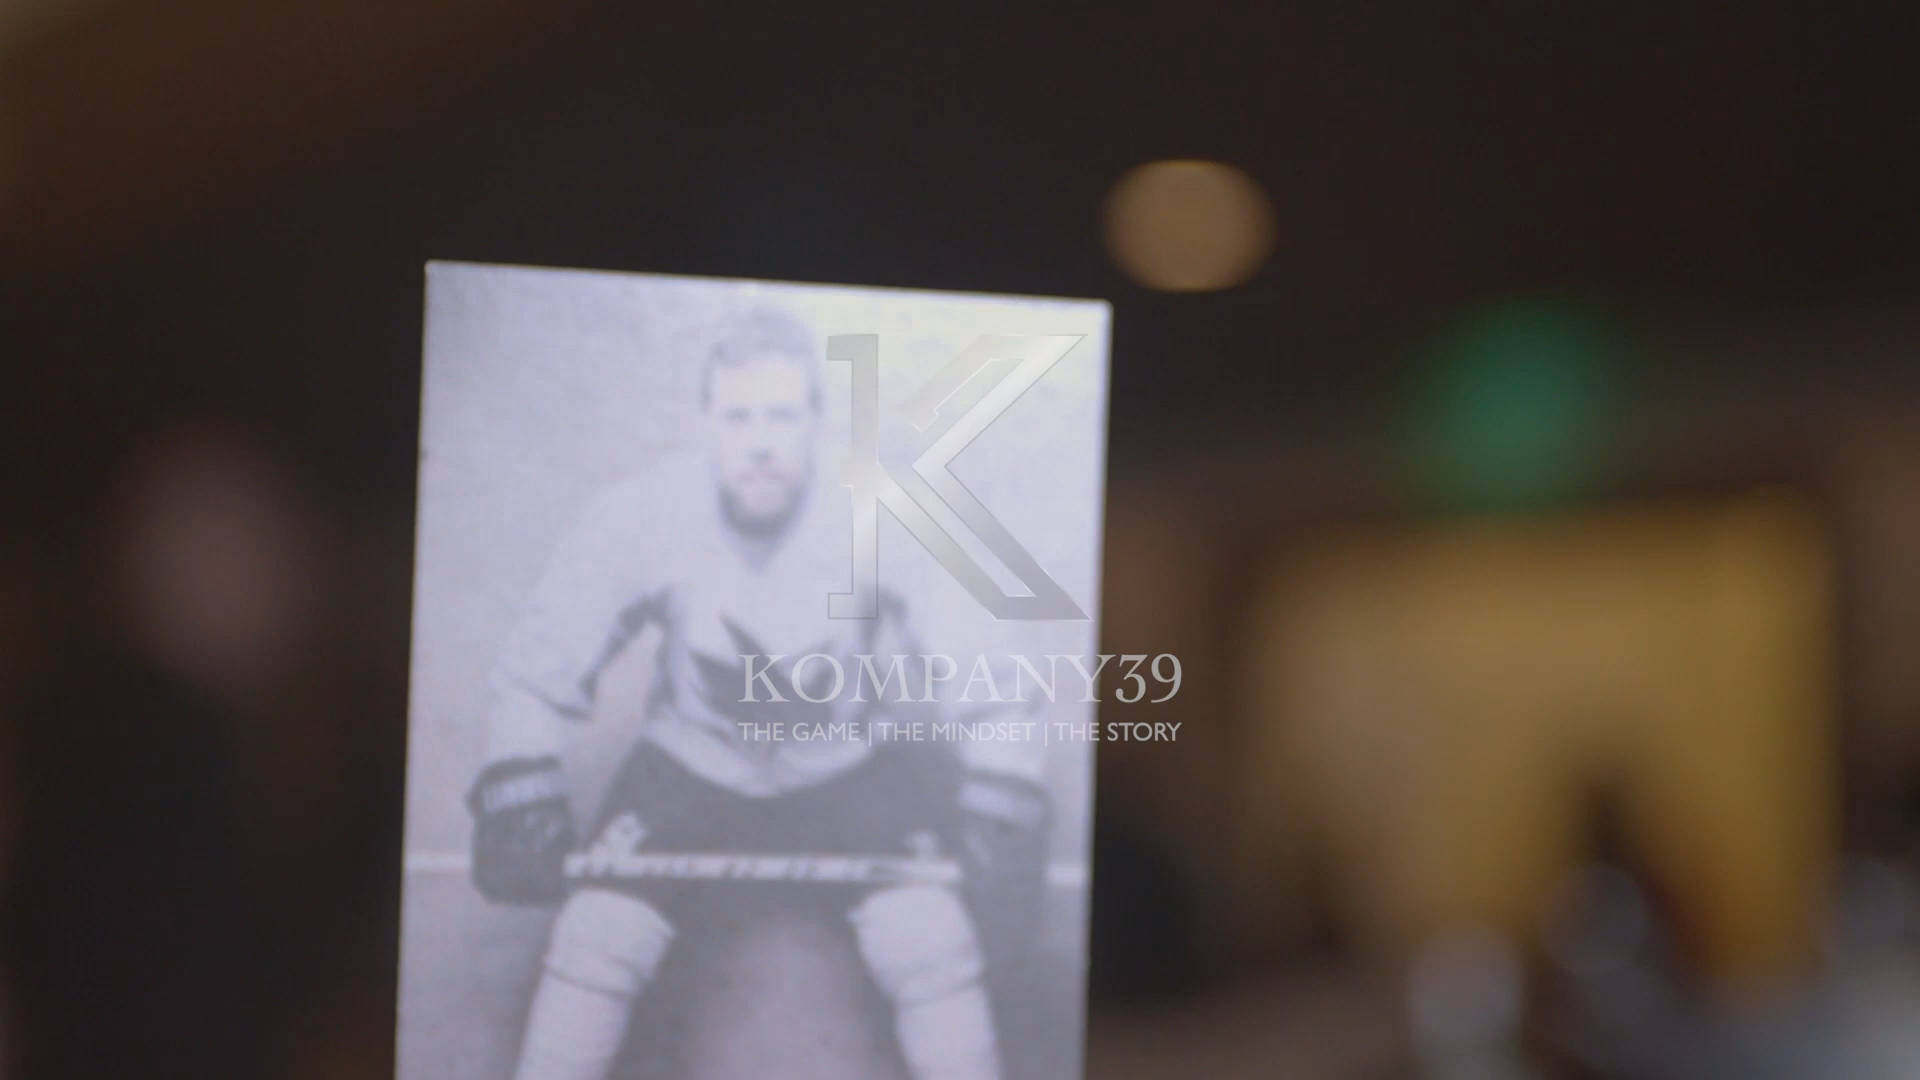 K
KOMPANY39
THE GAME | THE MINDSET | THE STORY